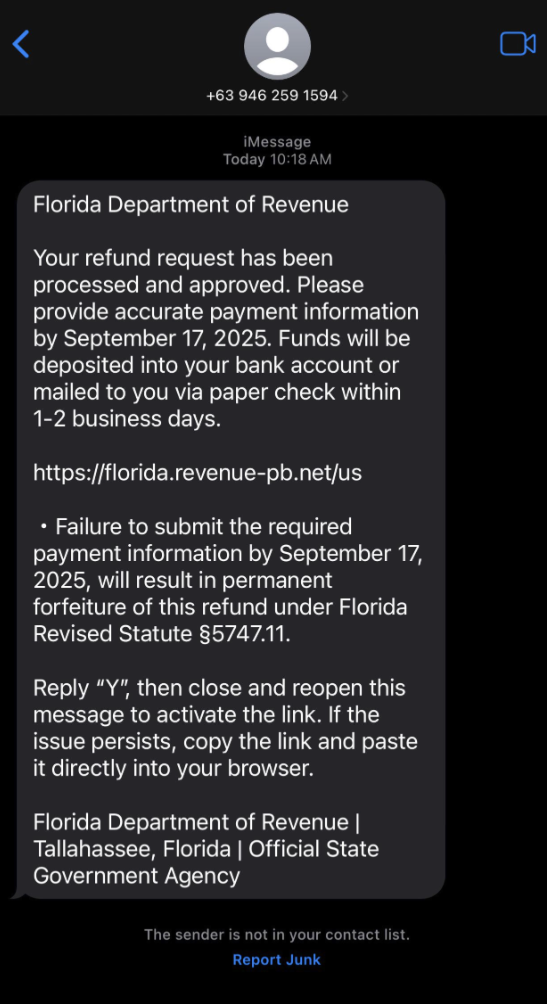 +63 946 259 1594 >
iMessage
Today 10:18 AM
Florida Department of Revenue
Your refund request has been
processed and approved. Please
provide accurate payment information
by September 17, 2025. Funds will be
deposited into your bank account or
mailed to you via paper check within
1-2 business days.
https://florida.revenue-pb.net/us
• Failure to submit the required
payment information by September 17,
2025, will result in permanent
forfeiture of this refund under Florida
Revised Statute §5747.11.
Reply “Y”, then close and reopen this
message to activate the link. If the
issue persists, copy the link and paste
it directly into your browser.
Florida Department of Revenue |
Tallahassee, Florida | Official State
Government Agency
The sender is not in your contact list.
Report Junk